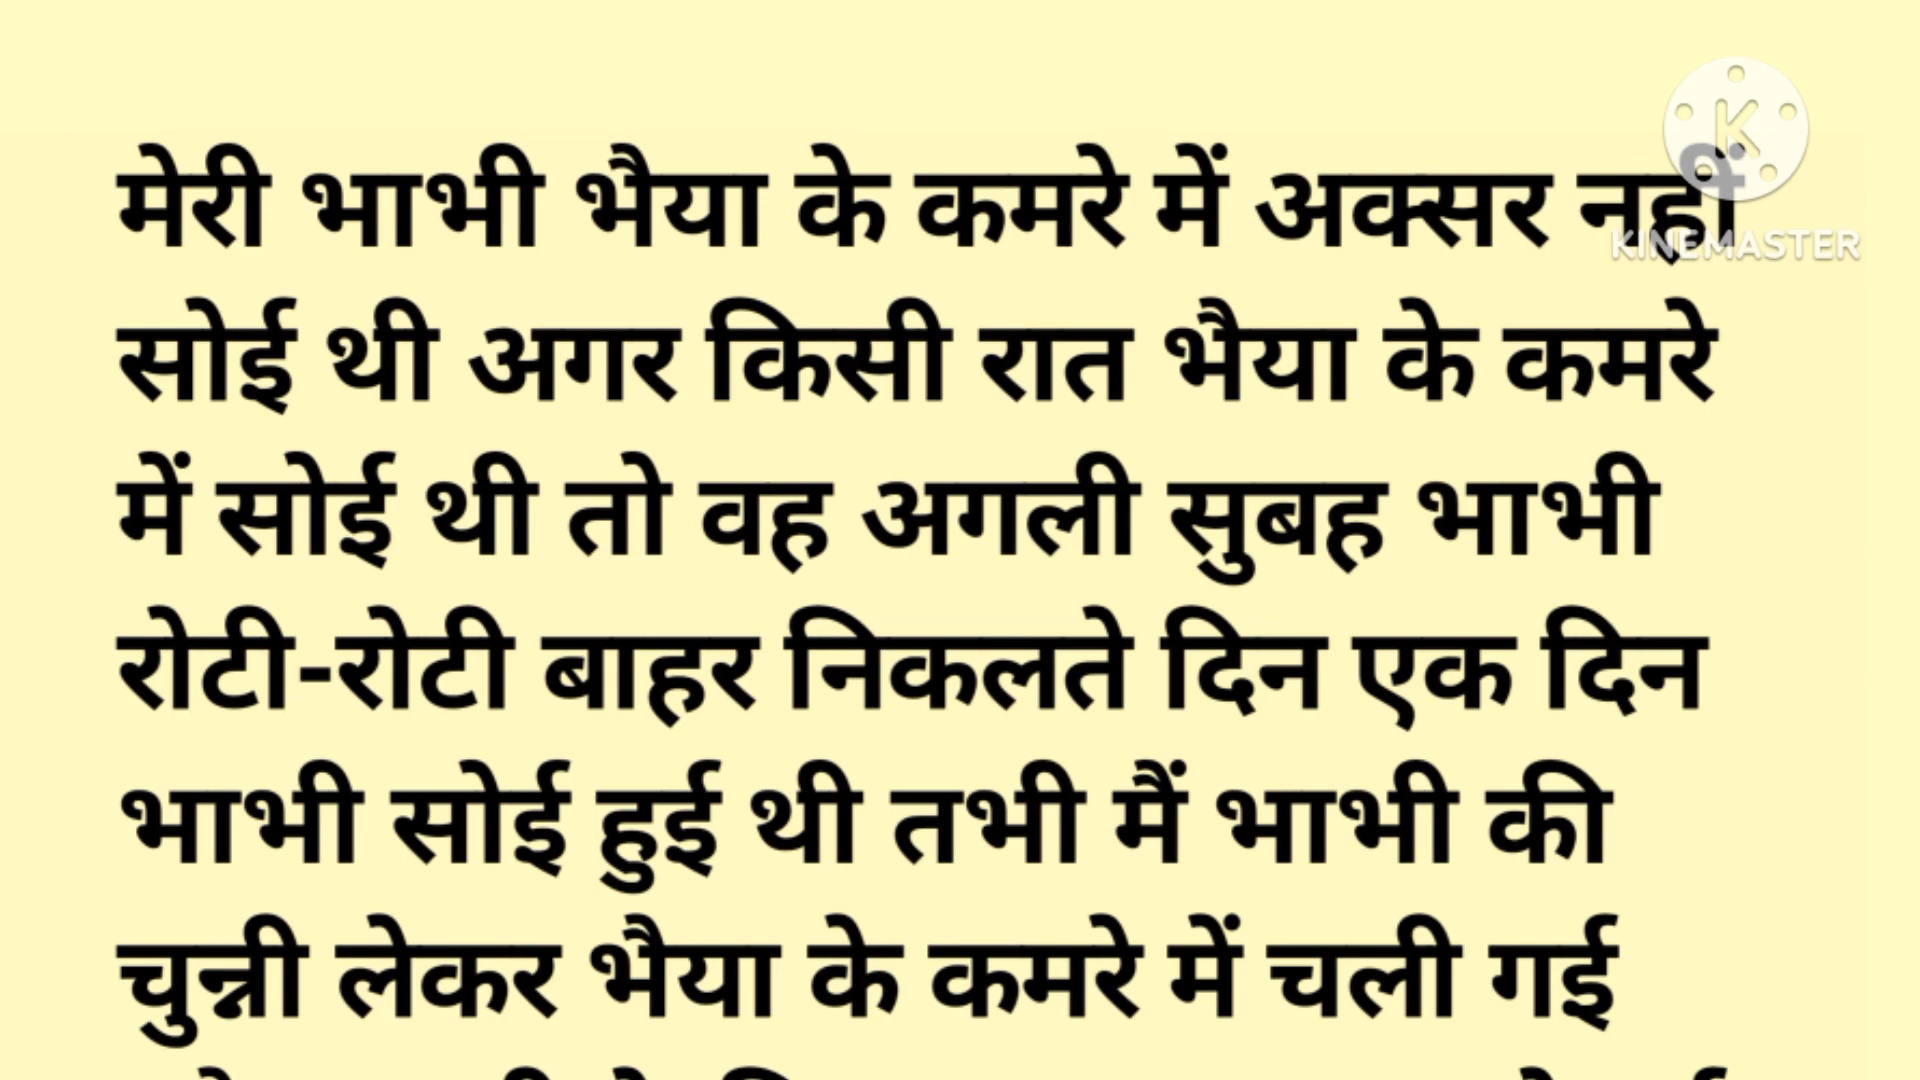 मेरी भाभी भैया के कमरे में अक्सर नहीं
KINEMASTER
सोई थी अगर किसी रात भैया के कमरे
में सोई थी तो वह अगली सुबह भाभी
रोटी-रोटी बाहर निकलते दिन एक दिन
भाभी सोई हुई थी तभी मैं भाभी की
चुन्नी लेकर भैया के कमरे में चली गई